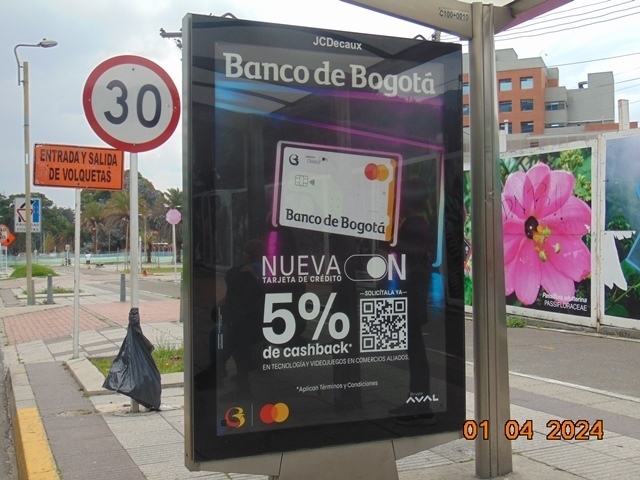 C100+0010
JCDecaux
Banco de Bogotá
30
ENTRADA Y SALIDA
DE VOLQUETAS
Banco de Bogotá
NUEVA ON
TARJETA DE CRÉDITO
SOLICÍTALA YA
5%
de cashback*
EN TECNOLOGÍA Y VIDEOJUEGOS EN COMERCIOS ALIADOS.
*Aplican Términos y Condiciones
AVAL
PASSIFLORACEAE
01 04 2024